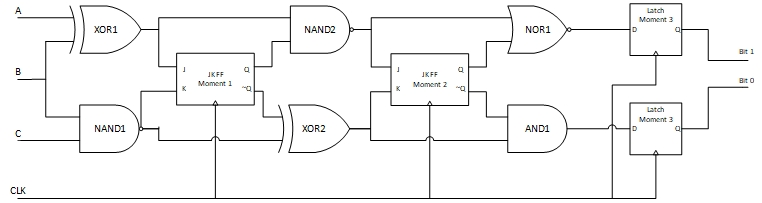 A
XOR1
NAND2
NOR1
Latch
Moment 3
D
Q
Bit 1
J
K
JKFF
Moment 1
Q
~Q
J
K
JKFF
Moment 2
Q
~Q
B
Bit 0
C
NAND1
XOR2
AND1
Latch
Moment 3
D
Q
CLK